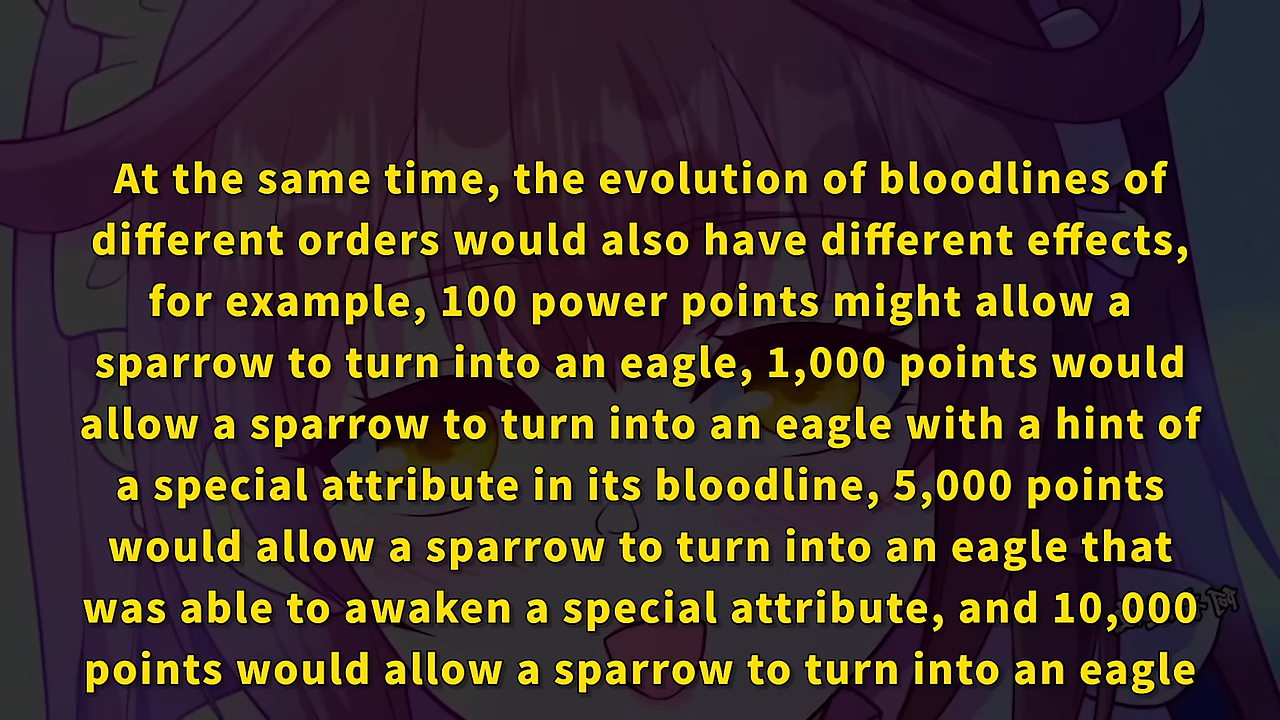 At the same time, the evolution of bloodlines of
different orders would also have different effects,
for example, 100 power points might allow a
sparrow to turn into an eagle, 1,000 points would
allow a sparrow to turn into an eagle with a hint of
a special attribute in its bloodline, 5,000 points
would allow a sparrow to turn into an eagle that
was able to awaken a special attribute, and 10,000
points would allow a sparrow to turn into an eagle